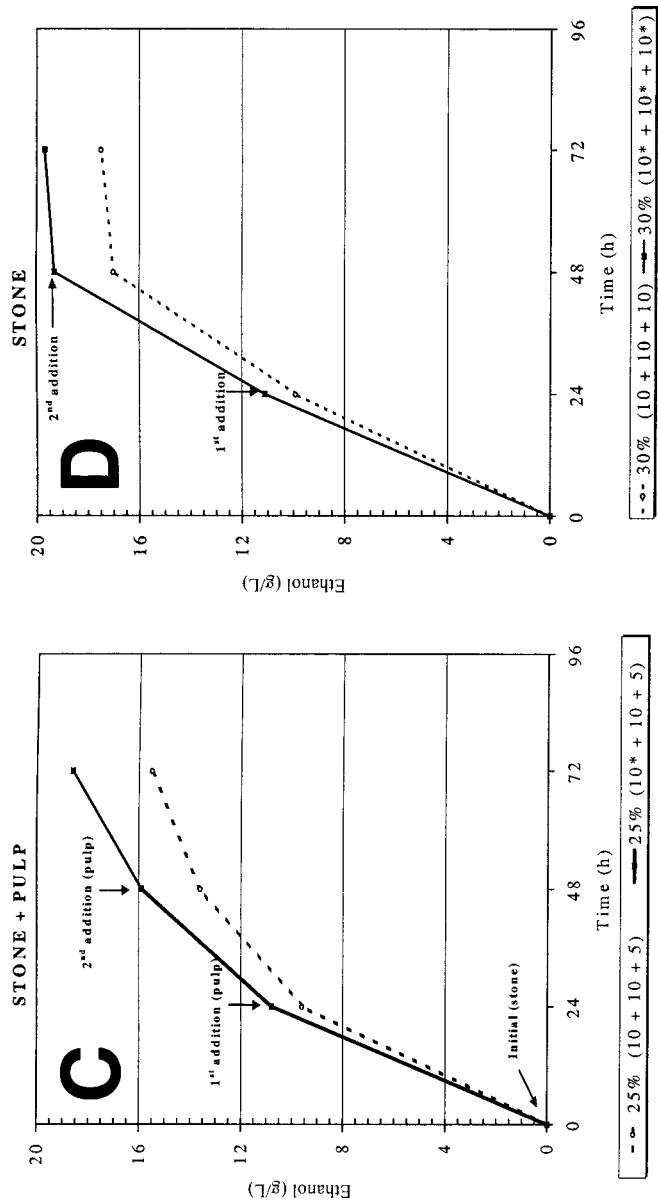 STONE + PULP
C
Ethanol (g/L)
20
16
12
8
4
0
2nd addition (pulp)
1st addition (pulp)
Initial (stone)
0
24
48
72
96
Time (h)
25% (10 + 10 + 5)
25% (10* + 10 + 5)
STONE
D
Ethanol (g/L)
20
16
12
8
4
0
2nd addition
1st addition
0
24
48
72
96
Time (h)
30% (10 + 10 + 10)
30% (10* + 10* + 10*)